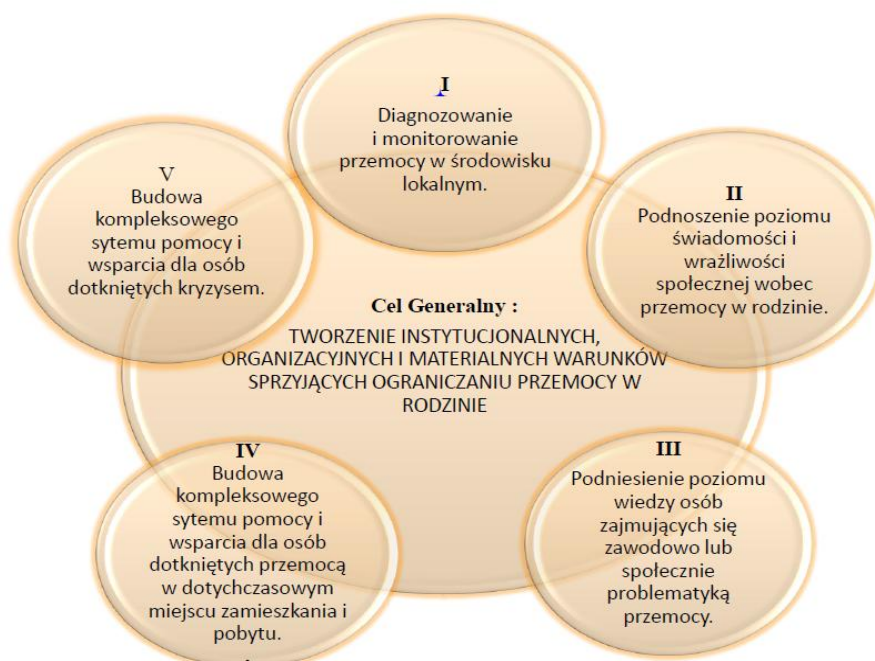 I
Diagnozowanie
i monitorowanie
przemocy w środowisku
lokalnym.
II
Podnoszenie poziomu
świadomości i
wrażliwości
społecznej wobec
przemocy w rodzinie.
III
Podniesienie poziomu
wiedzy osób
zajmujących się
zawodowo lub
społecznie
problematyką
przemocy.
IV
Budowa
kompleksowego
sytemu pomocy i
wsparcia dla osób
dotkniętych przemocą
w dotychczasowym
miejscu zamieszkania i
pobytu.
V
Budowa
kompleksowego
sytemu pomocy i
wsparcia dla osób
dotkniętych kryzysem.
Cel Generalny :
TWORZENIE INSTYTUCJONALNYCH,
ORGANIZACYJNYCH I MATERIALNYCH WARUNKÓW
SPRZYJĄCYCH OGRANICZANIU PRZEMOCY W
RODZINIE